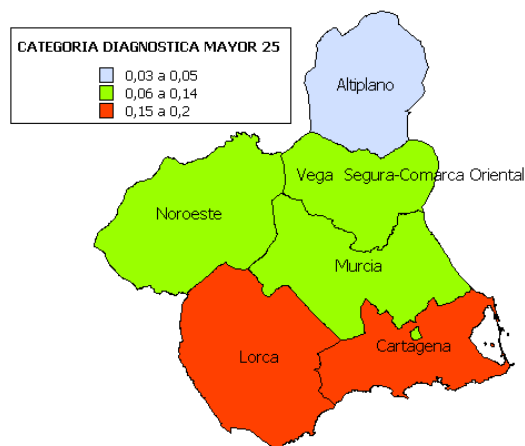 CATEGORIA DIAGNOSTICA MAYOR 25
0,03 a 0,05
0,06 a 0,14
0,15 a 0,2
Altiplano
Vega Segura-Comarca Oriental
Noroeste
Murcia
Lorca
Cartagena